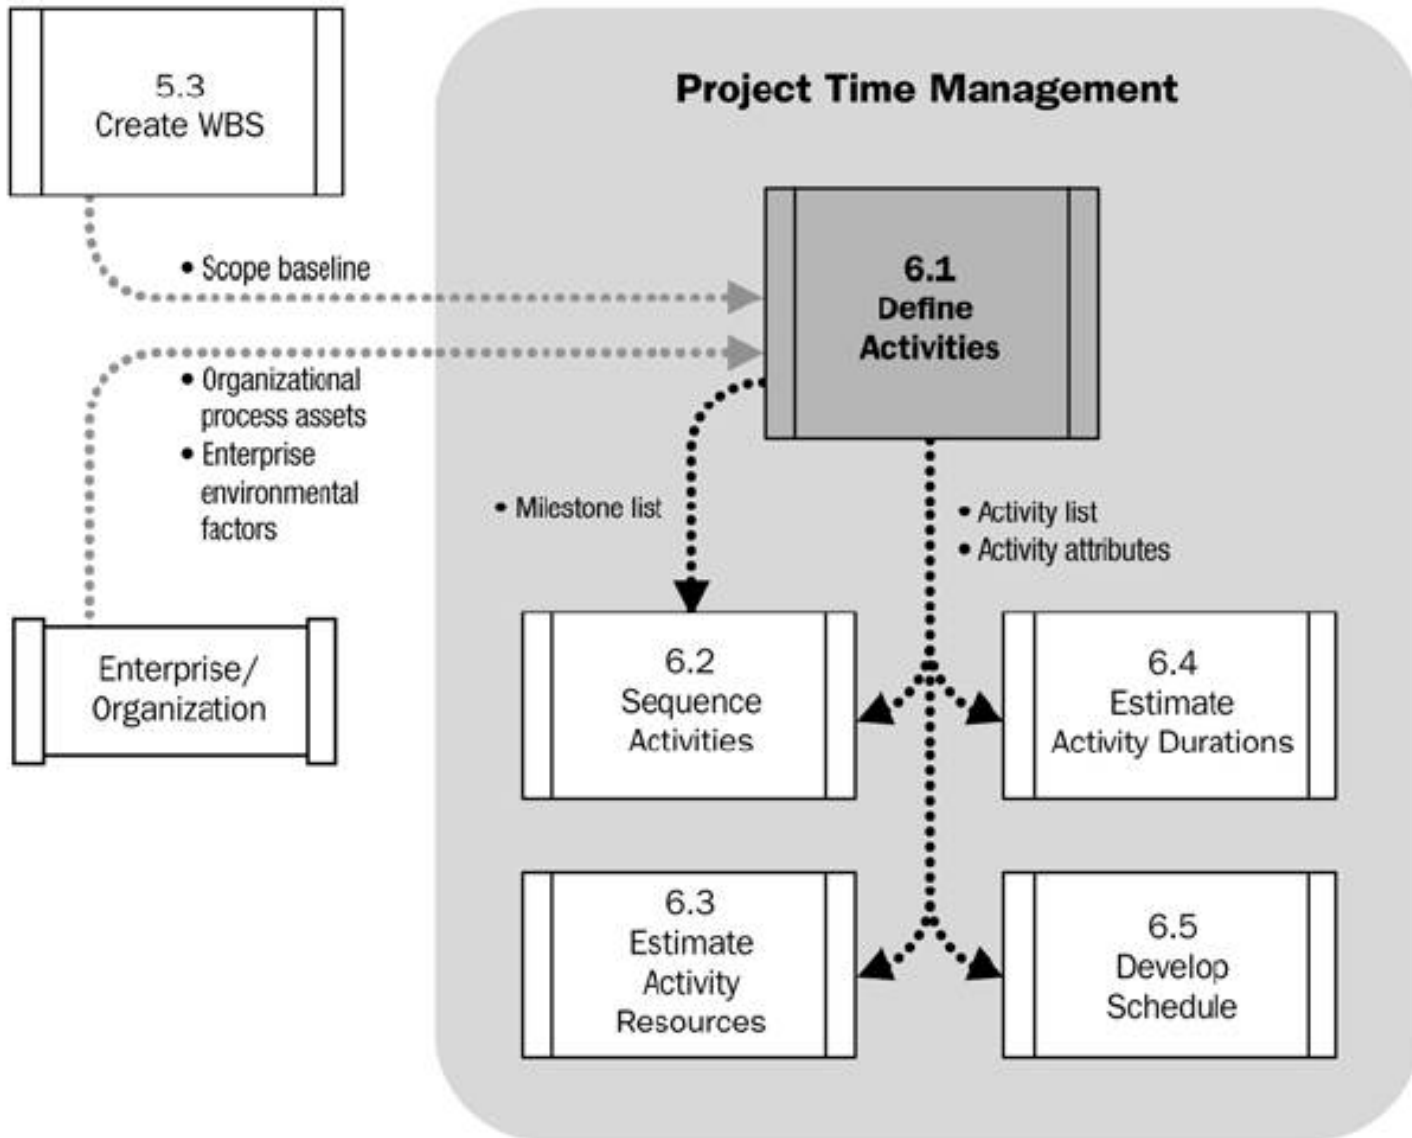 5.3
Create WBS
Project Time Management
• Scope baseline
6.1
Define
Activities
• Organizational
process assets
• Enterprise
environmental
factors
• Milestone list
• Activity list
• Activity attributes
Enterprise/
Organization
6.2
Sequence
Activities
6.4
Estimate
Activity Durations
6.3
Estimate
Activity
Resources
6.5
Develop
Schedule